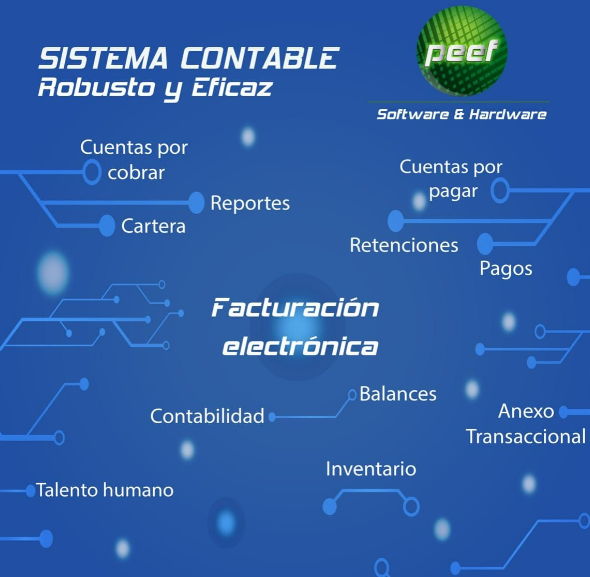 SISTEMA CONTABLE
Robusto y Eficaz
peef
Software & Hardware
Cuentas por
cobrar
Reportes
Cartera
Cuentas por
pagar
Retenciones
Pagos
Facturación
electrónica
Balances
Contabilidad
Anexo
Transaccional
Inventario
Talento humano